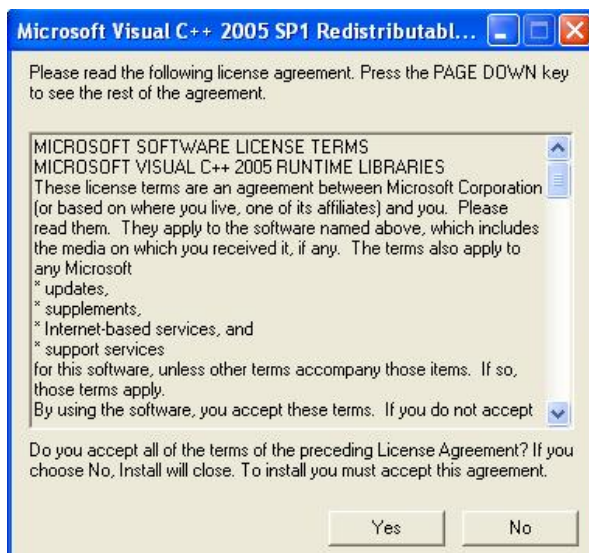 Microsoft Visual C++ 2005 SP1 Redistributabl...
Please read the following license agreement. Press the PAGE DOWN key
to see the rest of the agreement.
MICROSOFT SOFTWARE LICENSE TERMS
MICROSOFT VISUAL C++ 2005 RUNTIME LIBRARIES
These license terms are an agreement between Microsoft Corporation
(or based on where you live, one of its affiliates) and you.  Please
read them.  They apply to the software named above, which includes
the media on which you received it, if any.  The terms also apply to
any Microsoft
* updates,
* supplements,
* Internet-based services, and
* support services
for this software, unless other terms accompany those items.  If so,
those terms apply.
By using the software, you accept these terms.  If you do not accept
Do you accept all of the terms of the preceding License Agreement? If you
choose No, Install will close. To install you must accept this agreement.
Yes
No